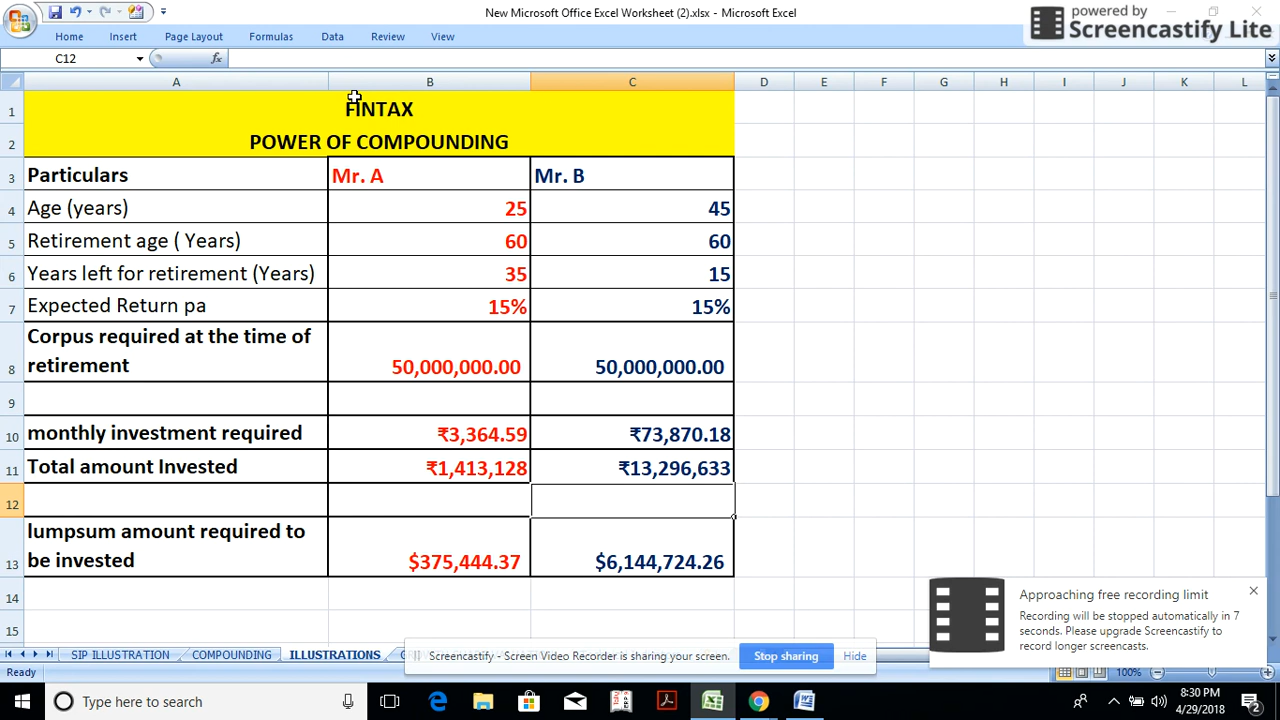 New Microsoft Office Excel Worksheet (2).xlsx - Microsoft Excel
powered by
Screencastify Lite
Home Insert Page Layout Formulas Data Review View
C12 fx
A B C D E F G H I J K L
1 FINTAX
2 POWER OF COMPOUNDING
3 Particulars Mr. A Mr. B
4 Age (years) 25 45
5 Retirement age ( Years) 60 60
6 Years left for retirement (Years) 35 15
7 Expected Return pa 15% 15%
Corpus required at the time of
8 retirement 50,000,000.00 50,000,000.00
9
10 monthly investment required ₹3,364.59 ₹73,870.18
11 Total amount Invested ₹1,413,128 ₹13,296,633
12
lumpsum amount required to
13 be invested $375,444.37 $6,144,724.26
14
15
Approaching free recording limit
Recording will be stopped automatically in 7
seconds. Please upgrade Screencastify to
record longer screencasts.
SIP ILLUSTRATION COMPOUNDING ILLUSTRATIONS
Screencastify - Screen Video Recorder is sharing your screen. Stop sharing Hide
Ready 100%
Type here to search
8:30 PM
4/29/2018
2